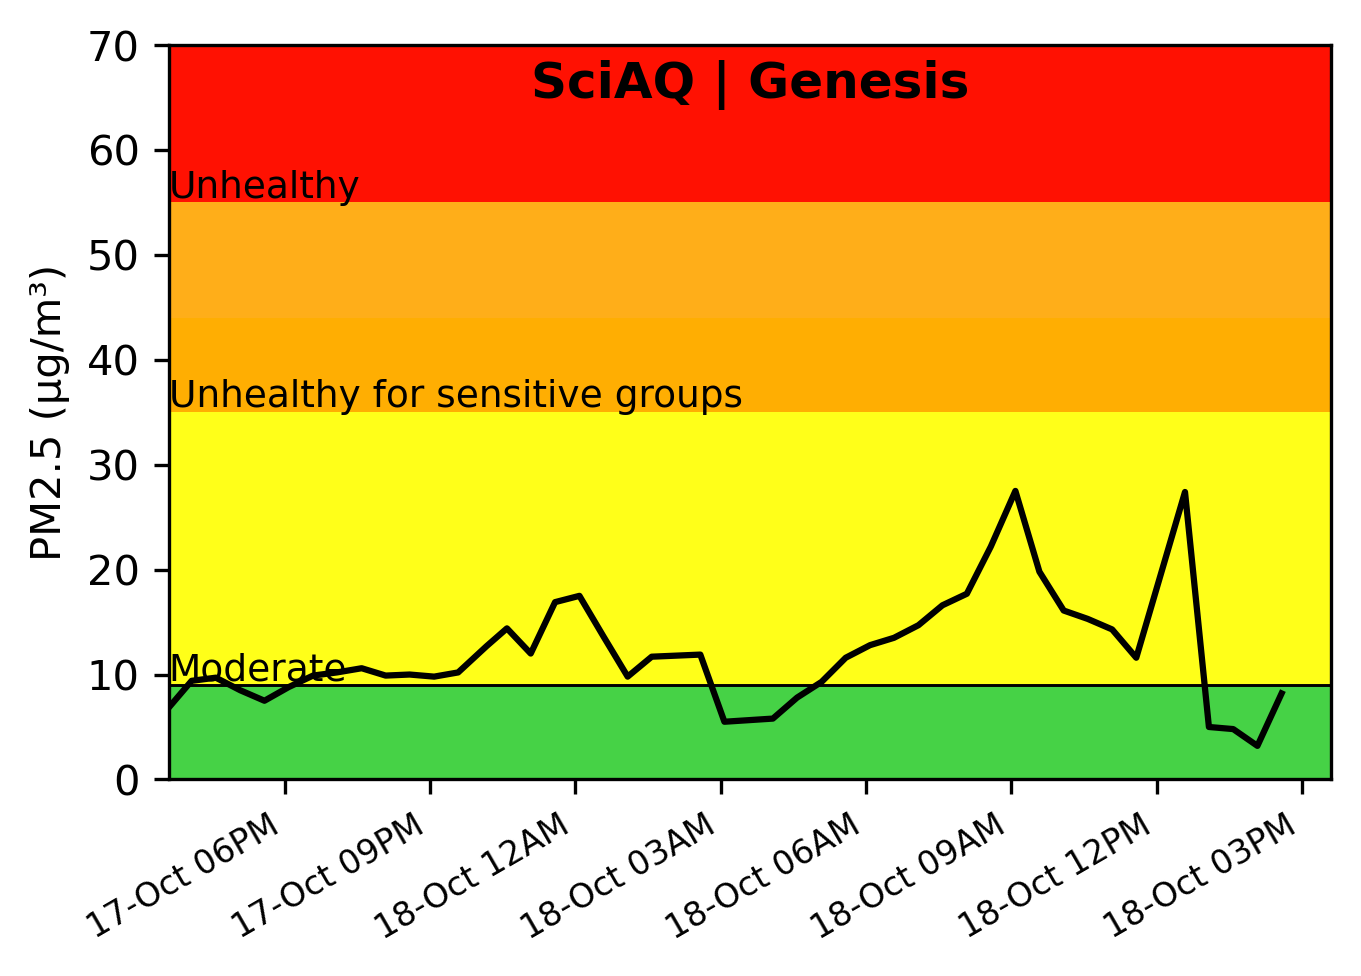 SciAQ | Genesis
PM2.5 (µg/m³)
70
60
50
40
30
20
10
0
Unhealthy
Unhealthy for sensitive groups
Moderate
17-Oct 06PM
17-Oct 09PM
18-Oct 12AM
18-Oct 03AM
18-Oct 06AM
18-Oct 09AM
18-Oct 12PM
18-Oct 03PM